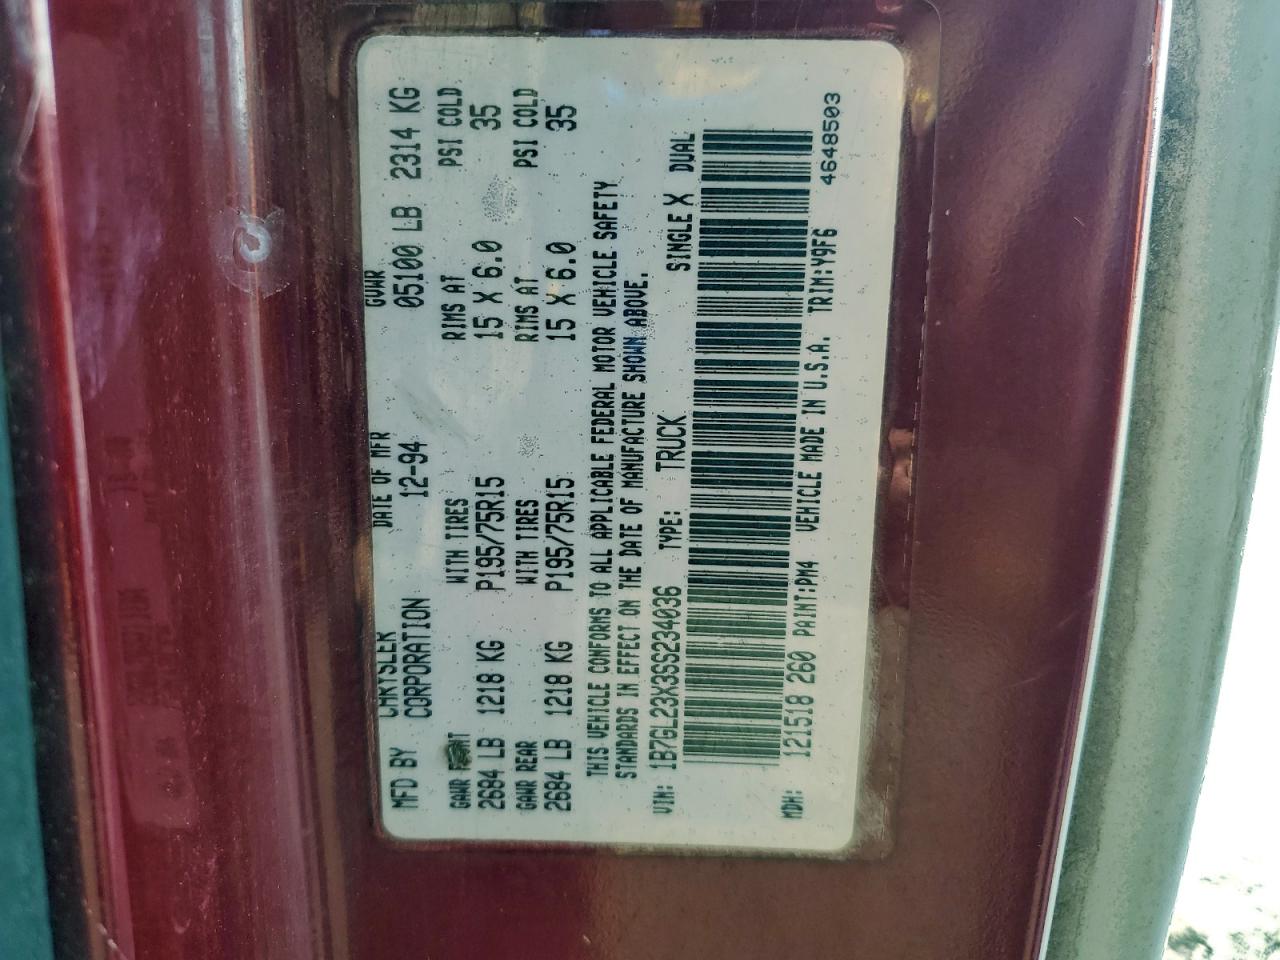 MFD BY CHRYSLER CORPORATION DATE OF MFR 12-94 GVWR 05100 LB 2314 KG
GAWR FRONT WITH TIRES RIMS AT PSI COLD
2684 LB 1218 KG P195/75R15 15 X 6.0 35
GAWR REAR WITH TIRES RIMS AT PSI COLD
2684 LB 1218 KG P195/75R15 15 X 6.0 35
THIS VEHICLE CONFORMS TO ALL APPLICABLE FEDERAL MOTOR VEHICLE SAFETY
STANDARDS IN EFFECT ON THE DATE OF MANUFACTURE SHOWN ABOVE.
VIN: 1B7GL23X3SS234036 TYPE: TRUCK SINGLE X DUAL
MDH: 121518 260 PAINT:PM4 VEHICLE MADE IN U.S.A. TRIM:Y9F6
4648503